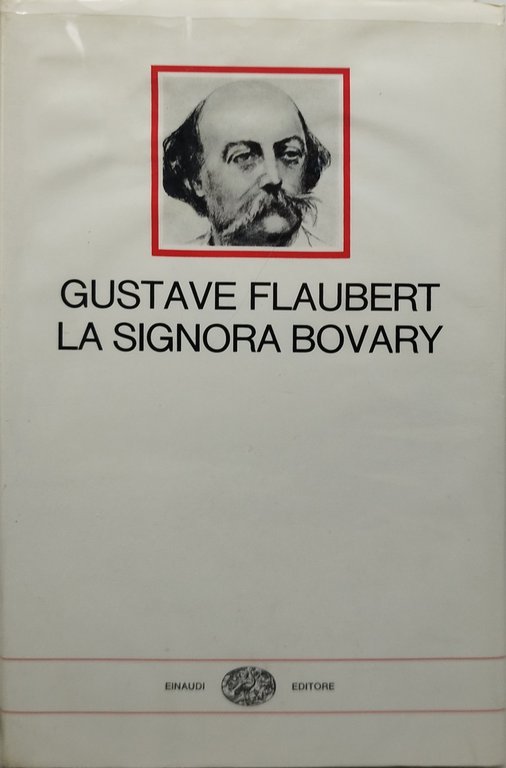 GUSTAVE FLAUBERT
LA SIGNORA BOVARY
EINAUDI EDITORE